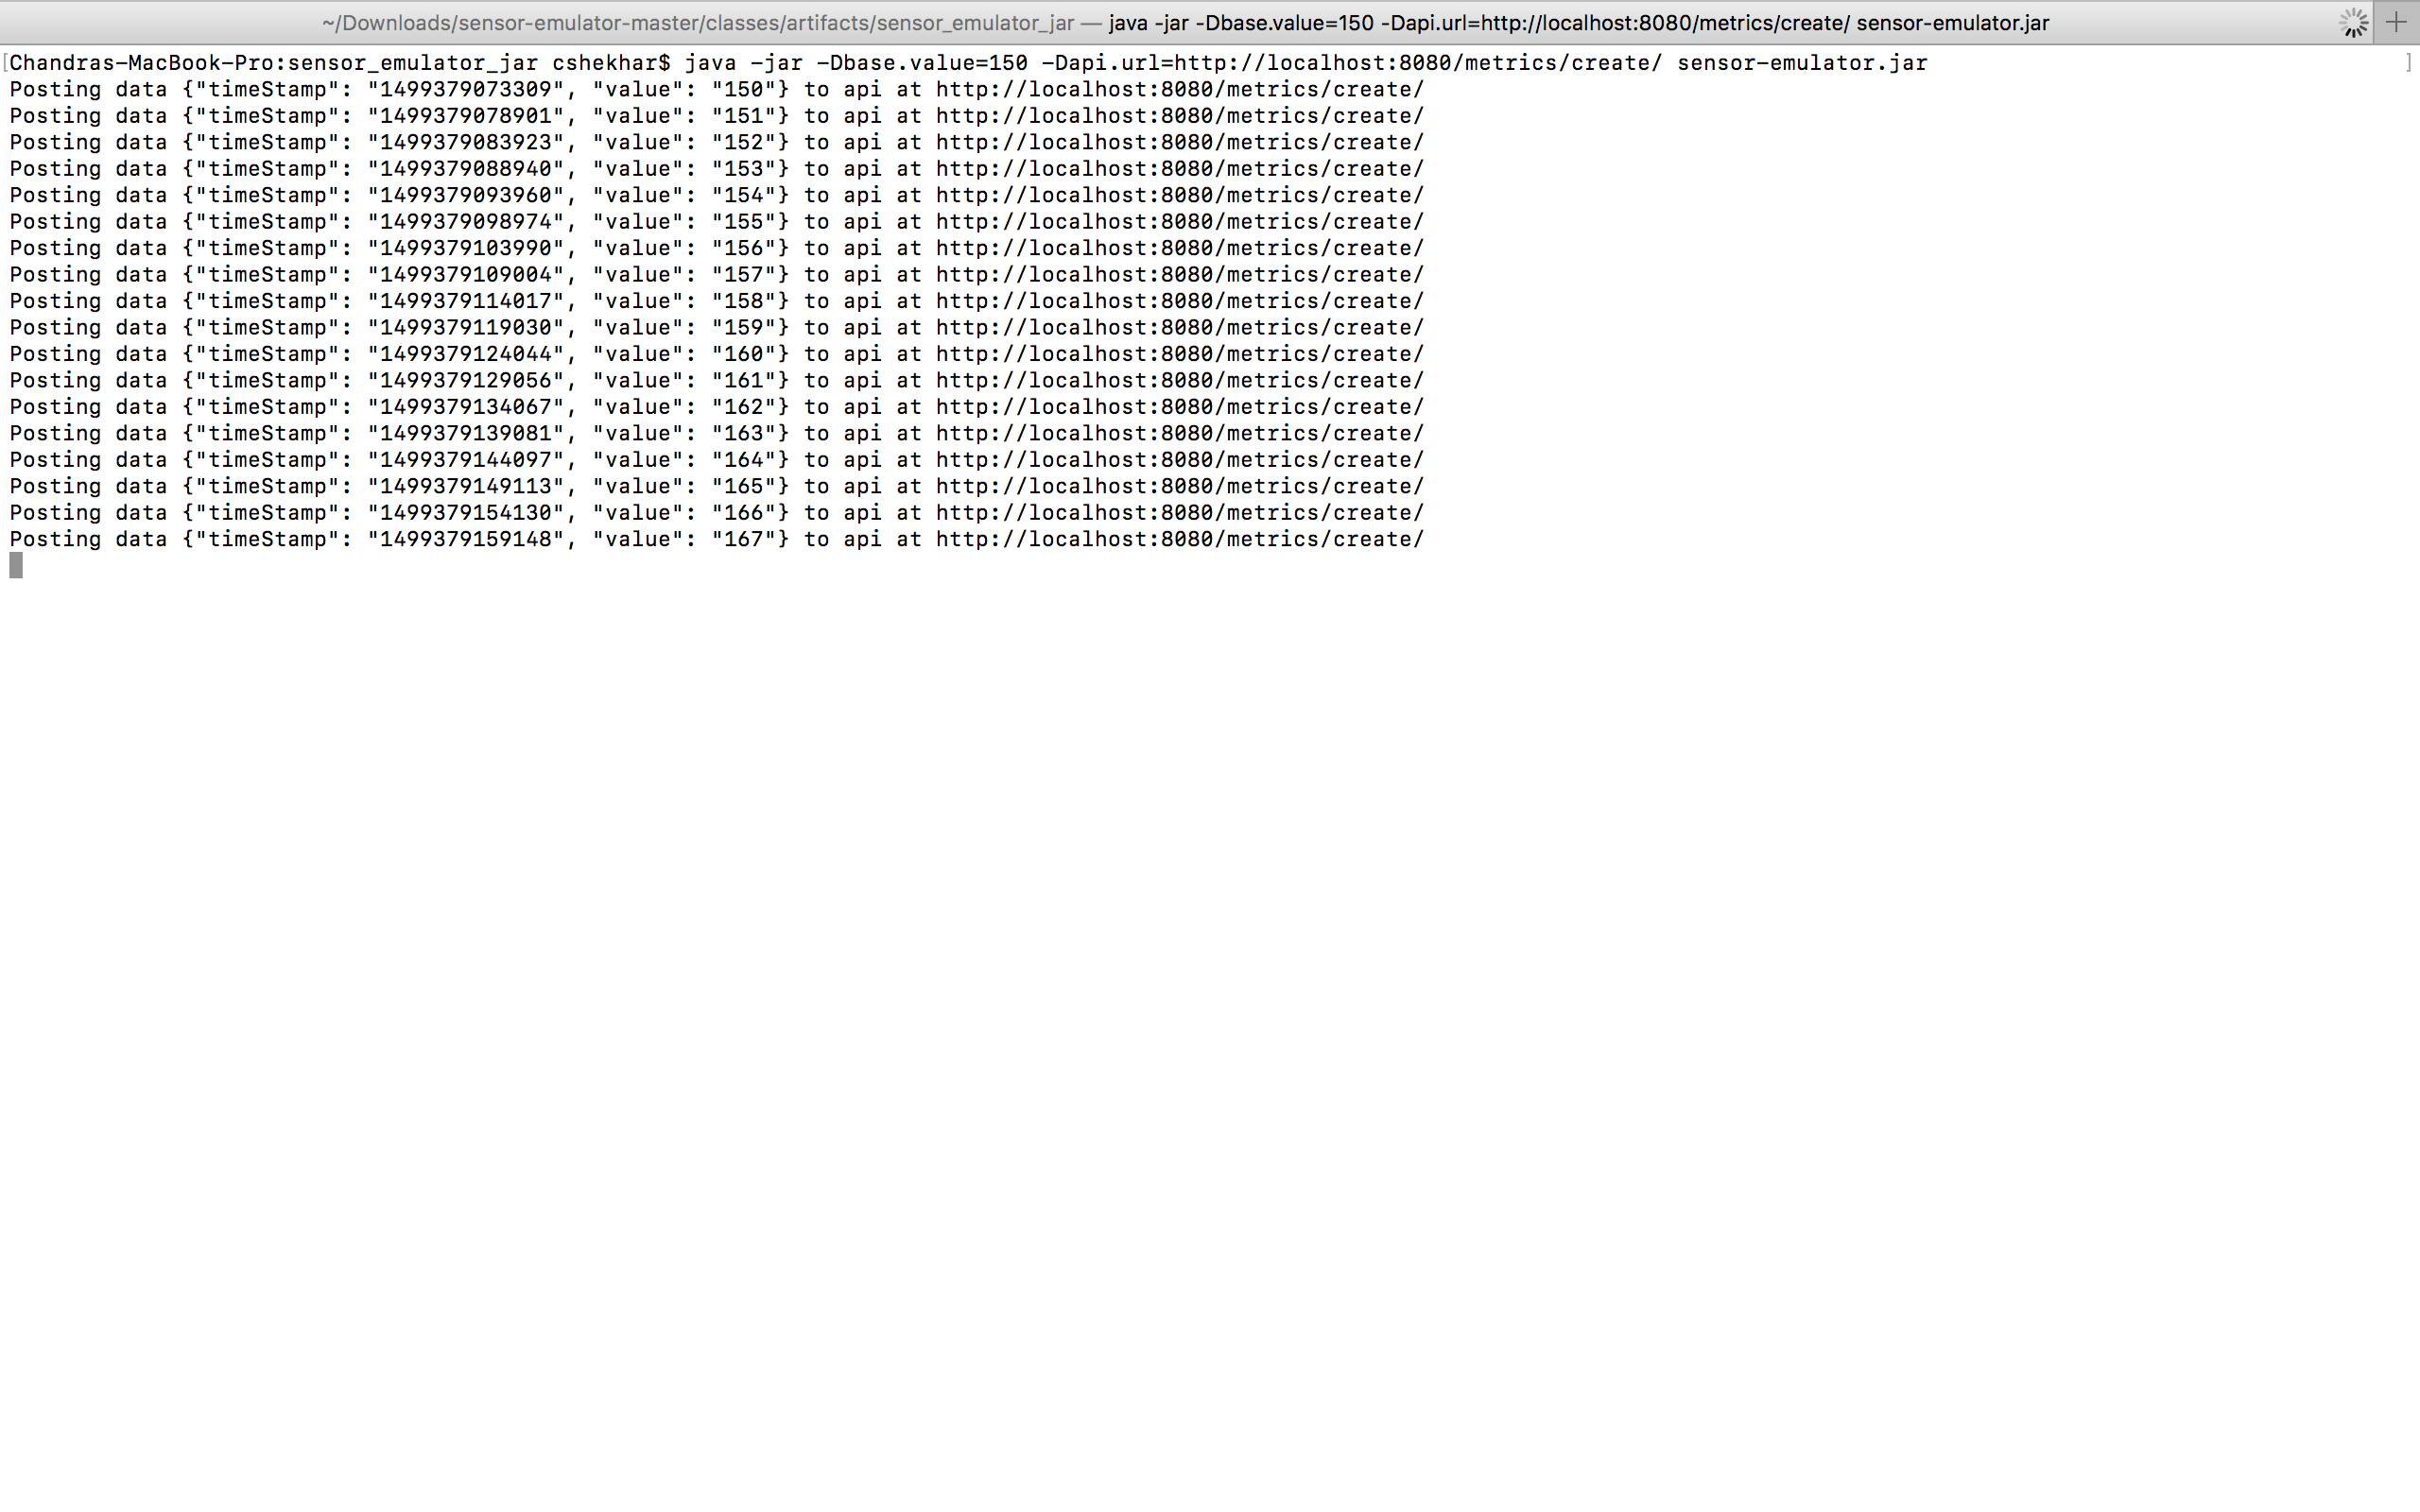 ~/Downloads/sensor-emulator-master/classes/artifacts/sensor_emulator_jar — java -jar -Dbase.value=150 -Dapi.url=http://localhost:8080/metrics/create/ sensor-emulator.jar
[Chandras-MacBook-Pro:sensor_emulator_jar cshekhar$ java -jar -Dbase.value=150 -Dapi.url=http://localhost:8080/metrics/create/ sensor-emulator.jar ]
Posting data {"timeStamp": "1499379073309", "value": "150"} to api at http://localhost:8080/metrics/create/
Posting data {"timeStamp": "1499379078901", "value": "151"} to api at http://localhost:8080/metrics/create/
Posting data {"timeStamp": "1499379083923", "value": "152"} to api at http://localhost:8080/metrics/create/
Posting data {"timeStamp": "1499379088940", "value": "153"} to api at http://localhost:8080/metrics/create/
Posting data {"timeStamp": "1499379093960", "value": "154"} to api at http://localhost:8080/metrics/create/
Posting data {"timeStamp": "1499379098974", "value": "155"} to api at http://localhost:8080/metrics/create/
Posting data {"timeStamp": "1499379103990", "value": "156"} to api at http://localhost:8080/metrics/create/
Posting data {"timeStamp": "1499379109004", "value": "157"} to api at http://localhost:8080/metrics/create/
Posting data {"timeStamp": "1499379114017", "value": "158"} to api at http://localhost:8080/metrics/create/
Posting data {"timeStamp": "1499379119030", "value": "159"} to api at http://localhost:8080/metrics/create/
Posting data {"timeStamp": "1499379124044", "value": "160"} to api at http://localhost:8080/metrics/create/
Posting data {"timeStamp": "1499379129056", "value": "161"} to api at http://localhost:8080/metrics/create/
Posting data {"timeStamp": "1499379134067", "value": "162"} to api at http://localhost:8080/metrics/create/
Posting data {"timeStamp": "1499379139081", "value": "163"} to api at http://localhost:8080/metrics/create/
Posting data {"timeStamp": "1499379144097", "value": "164"} to api at http://localhost:8080/metrics/create/
Posting data {"timeStamp": "1499379149113", "value": "165"} to api at http://localhost:8080/metrics/create/
Posting data {"timeStamp": "1499379154130", "value": "166"} to api at http://localhost:8080/metrics/create/
Posting data {"timeStamp": "1499379159148", "value": "167"} to api at http://localhost:8080/metrics/create/